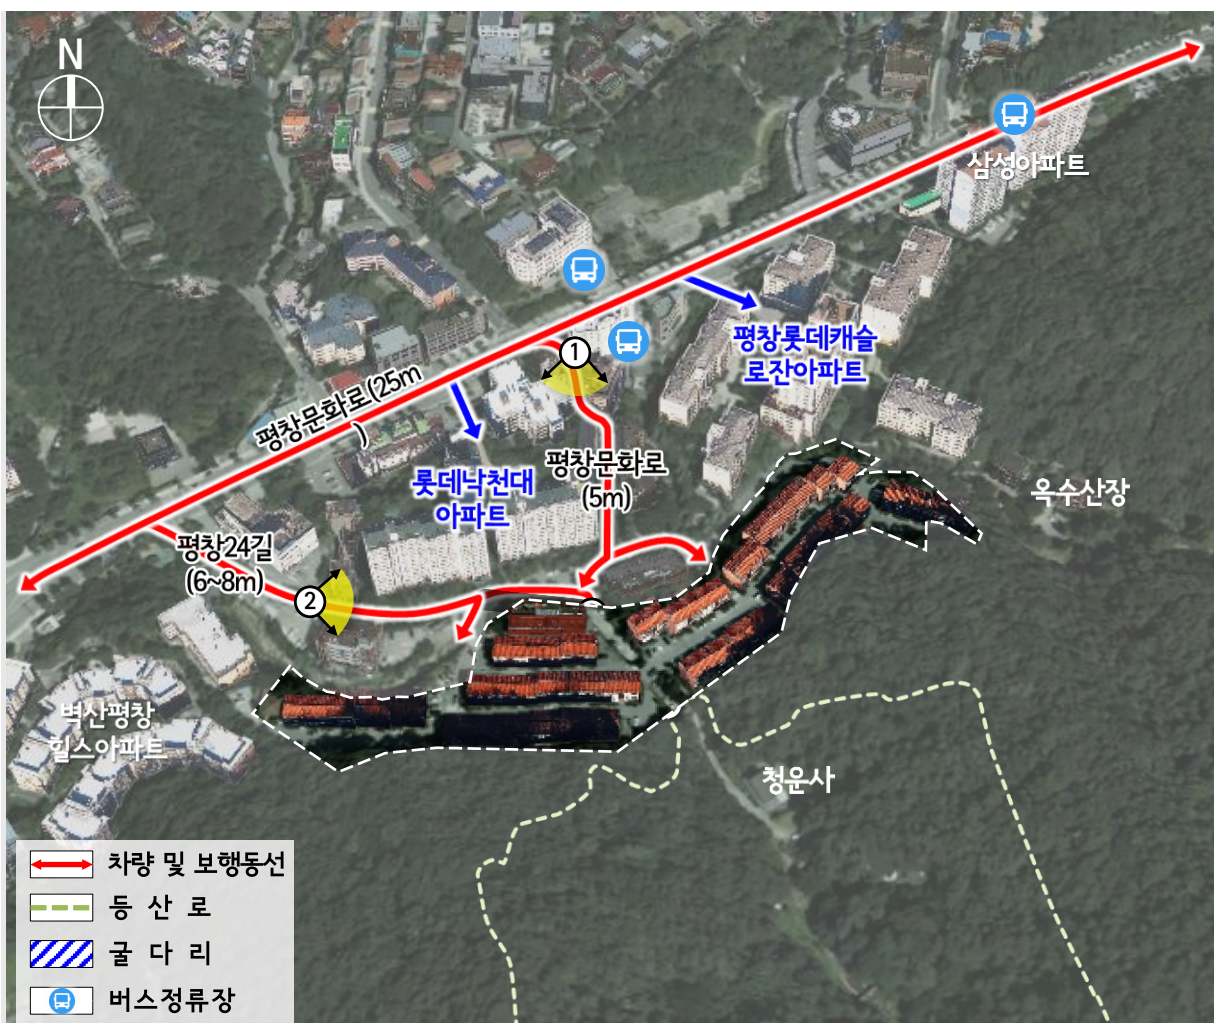 N
삼성아파트
평창롯데캐슬
로잔아파트
1
평창문화로(25m
)
롯데낙천대
아파트
평창문화로
(5m)
옥수산장
평창24길
(6~8m)
2
벽산평창
힐스아파트
청운사
차량 및 보행동선
등 산 로
굴 다 리
버스정류장